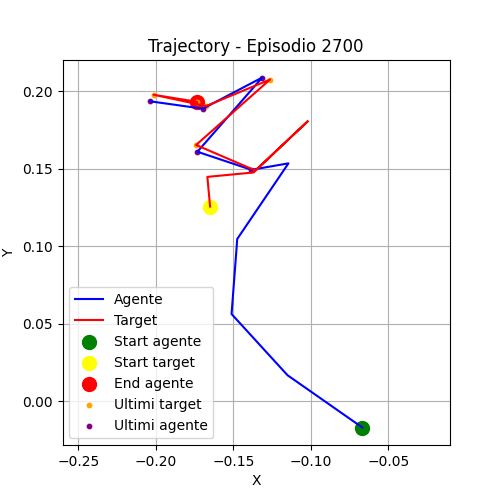 Trajectory - Episodio 2700
Y
0.20
0.15
0.10
0.05
0.00
Agente
Target
Start agente
Start target
End agente
Ultimi target
Ultimi agente
−0.25 −0.20 −0.15 −0.10 −0.05
X